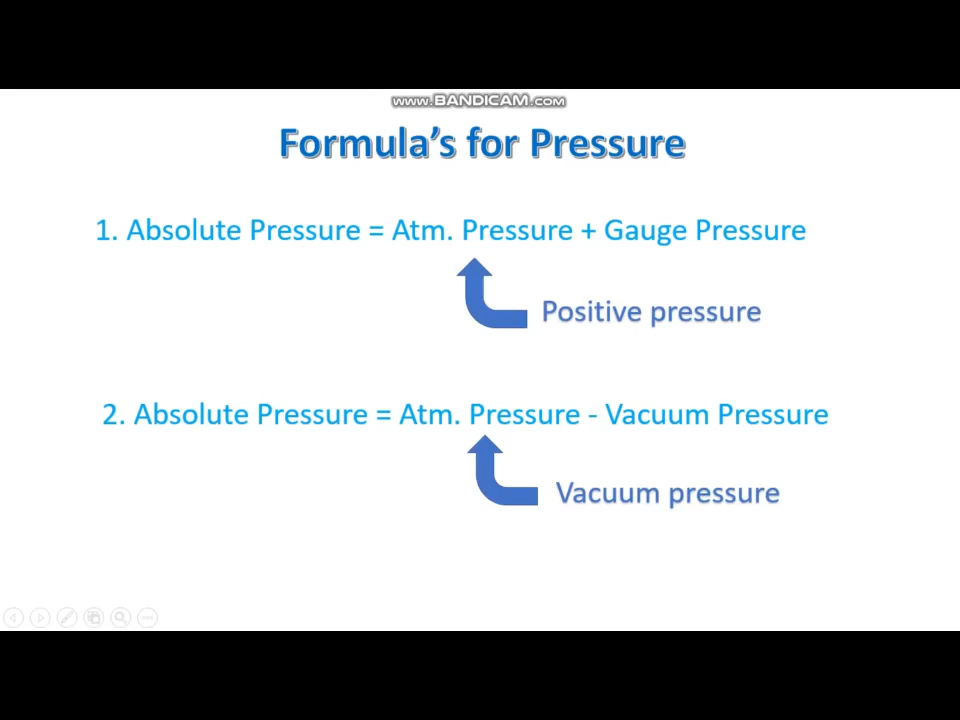 www.BANDICAM.com
Formula's for Pressure
1. Absolute Pressure = Atm. Pressure + Gauge Pressure
Positive pressure
2. Absolute Pressure = Atm. Pressure - Vacuum Pressure
Vacuum pressure